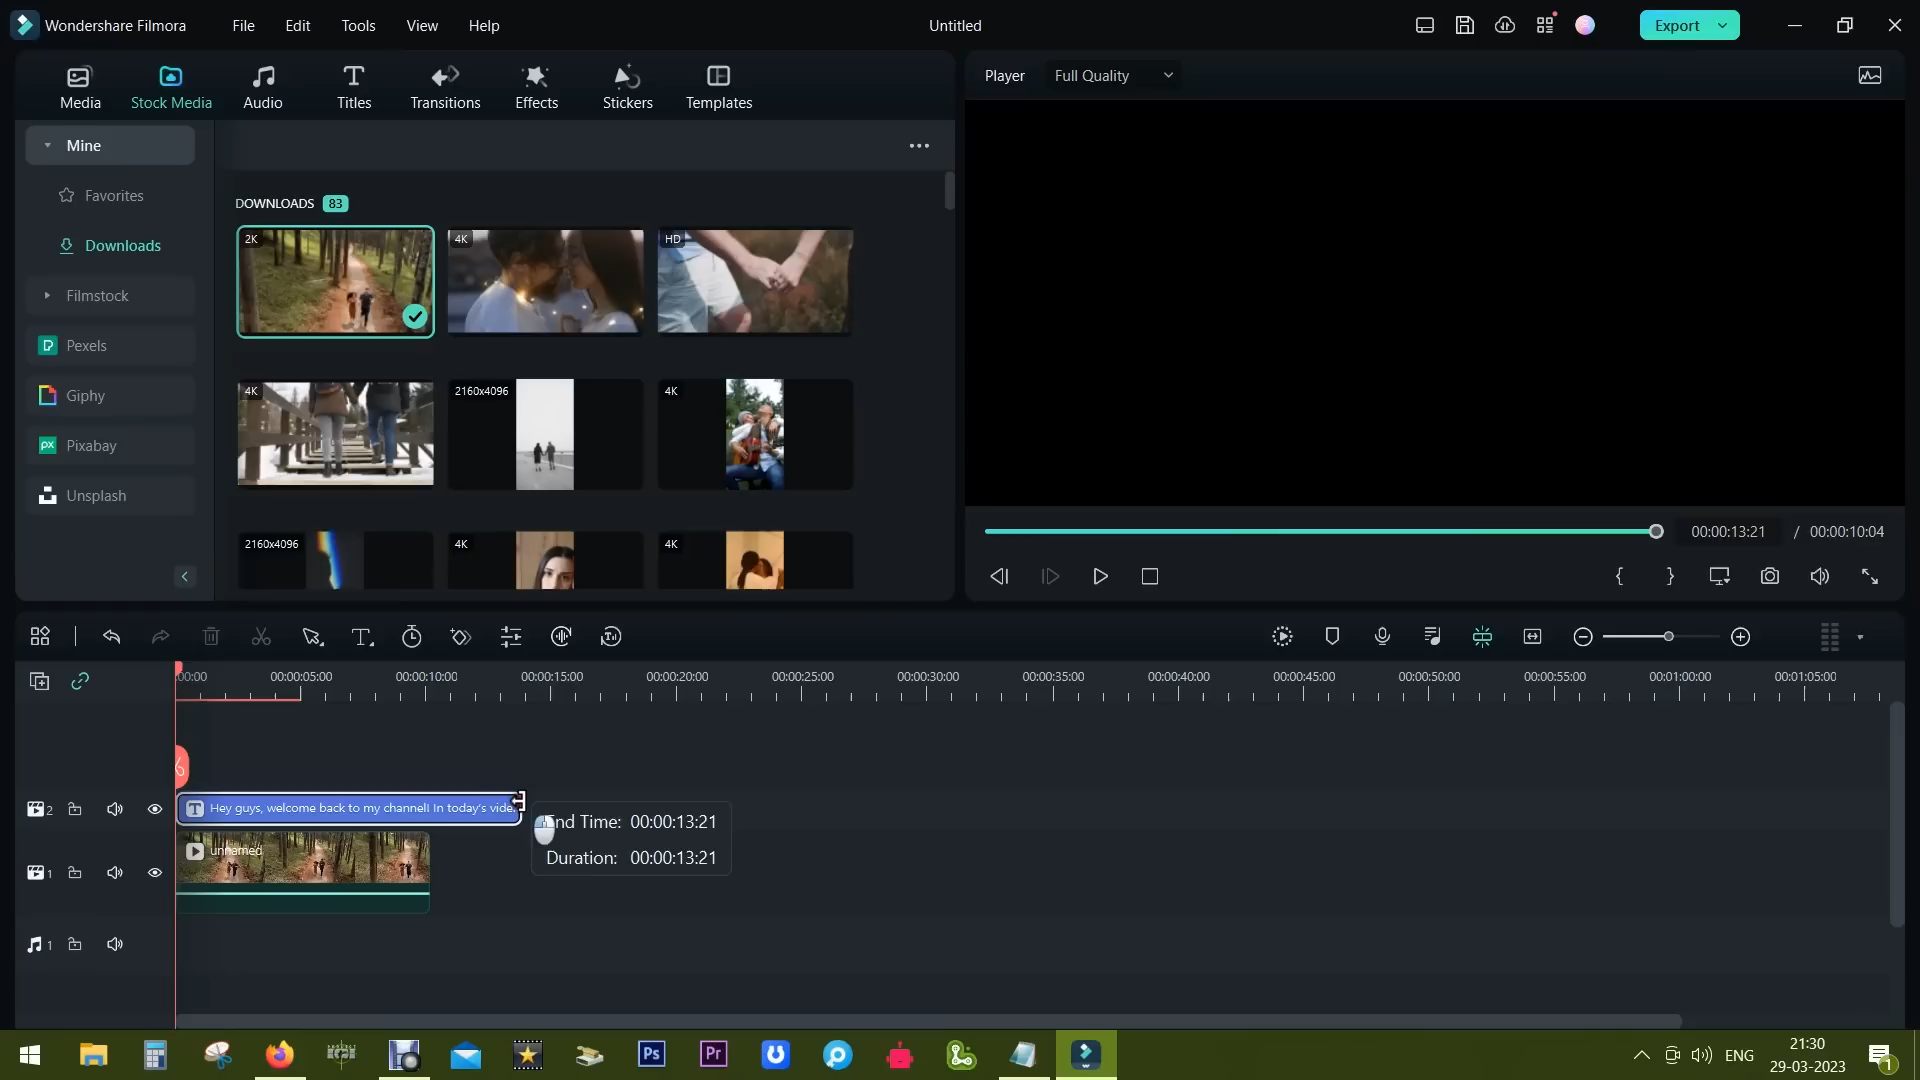 Wondershare Filmora
File
Edit
Tools
View
Help
Untitled
Export
Media
Stock Media
Audio
Titles
Transitions
Effects
Stickers
Templates
Player
Full Quality
Mine
Favorites
Downloads
Filmstock
Pexels
Giphy
Pixabay
Unsplash
DOWNLOADS 83
2K
4K
HD
4K
2160x4096
4K
2160x4096
4K
4K
00:00:13:21 / 00:00:10:04
:00:00
00:00:05:00
00:00:10:00
00:00:15:00
00:00:20:00
00:00:25:00
00:00:30:00
00:00:35:00
00:00:40:00
00:00:45:00
00:00:50:00
00:00:55:00
00:01:00:00
00:01:05:00
2
Hey guys, welcome back to my channel! In today's vide
End Time: 00:00:13:21
Duration: 00:00:13:21
1
unnamed
1
Ps
Pr
ENG
21:30
29-03-2023
1